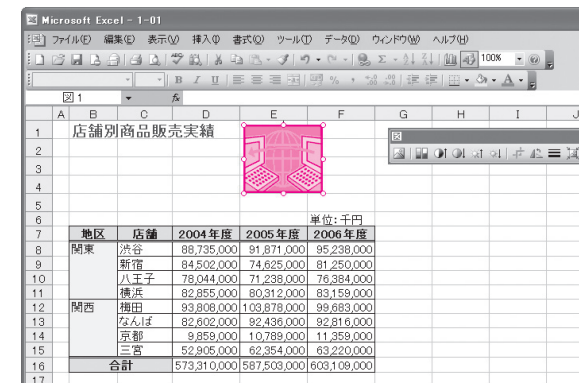 Microsoft Excel - 1-01
ファイル(F) 編集(E) 表示(V) 挿入(I) 書式(O) ツール(T) データ(D) ウィンドウ(W) ヘルプ(H)
100%
B I U
図 1 fx
A B C D E F G H I J
1 店舗別商品販売実績
図
2
3
4
5
6 単位:千円
7 地区 店舗 2004年度 2005年度 2006年度
8 関東 渋谷 88,735,000 91,871,000 95,238,000
9 新宿 84,502,000 74,625,000 81,250,000
10 八王子 78,044,000 71,238,000 76,384,000
11 横浜 82,855,000 80,312,000 83,159,000
12 関西 梅田 93,808,000 103,878,000 99,683,000
13 なんば 82,602,000 92,436,000 92,816,000
14 京都 9,859,000 10,789,000 11,359,000
15 三宮 52,905,000 62,354,000 63,220,000
16 合計 573,310,000 587,503,000 603,109,000
17